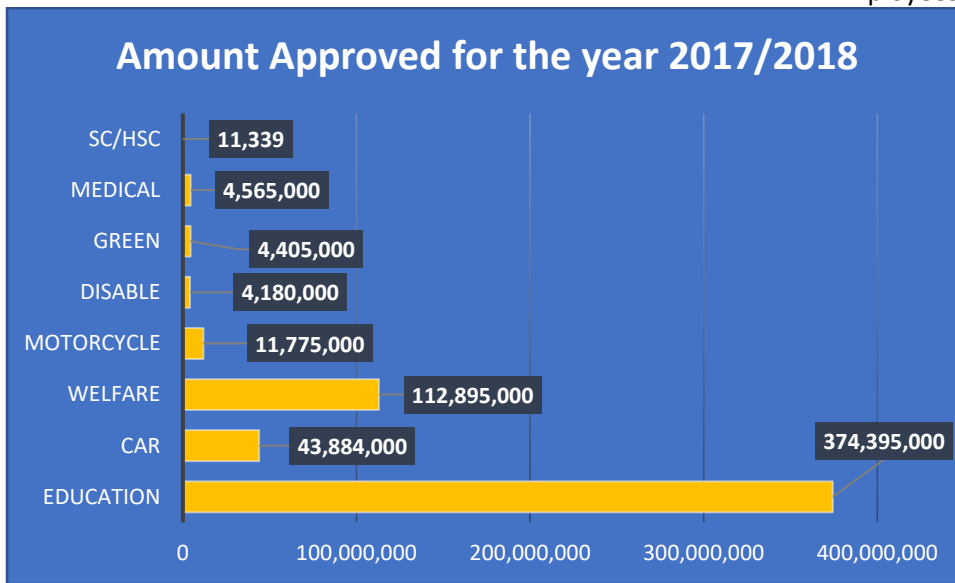 Amount Approved for the year 2017/2018
SC/HSC 11,339
MEDICAL 4,565,000
GREEN 4,405,000
DISABLE 4,180,000
MOTORCYCLE 11,775,000
WELFARE 112,895,000
CAR 43,884,000
374,395,000
EDUCATION
0 100,000,000 200,000,000 300,000,000 400,000,000